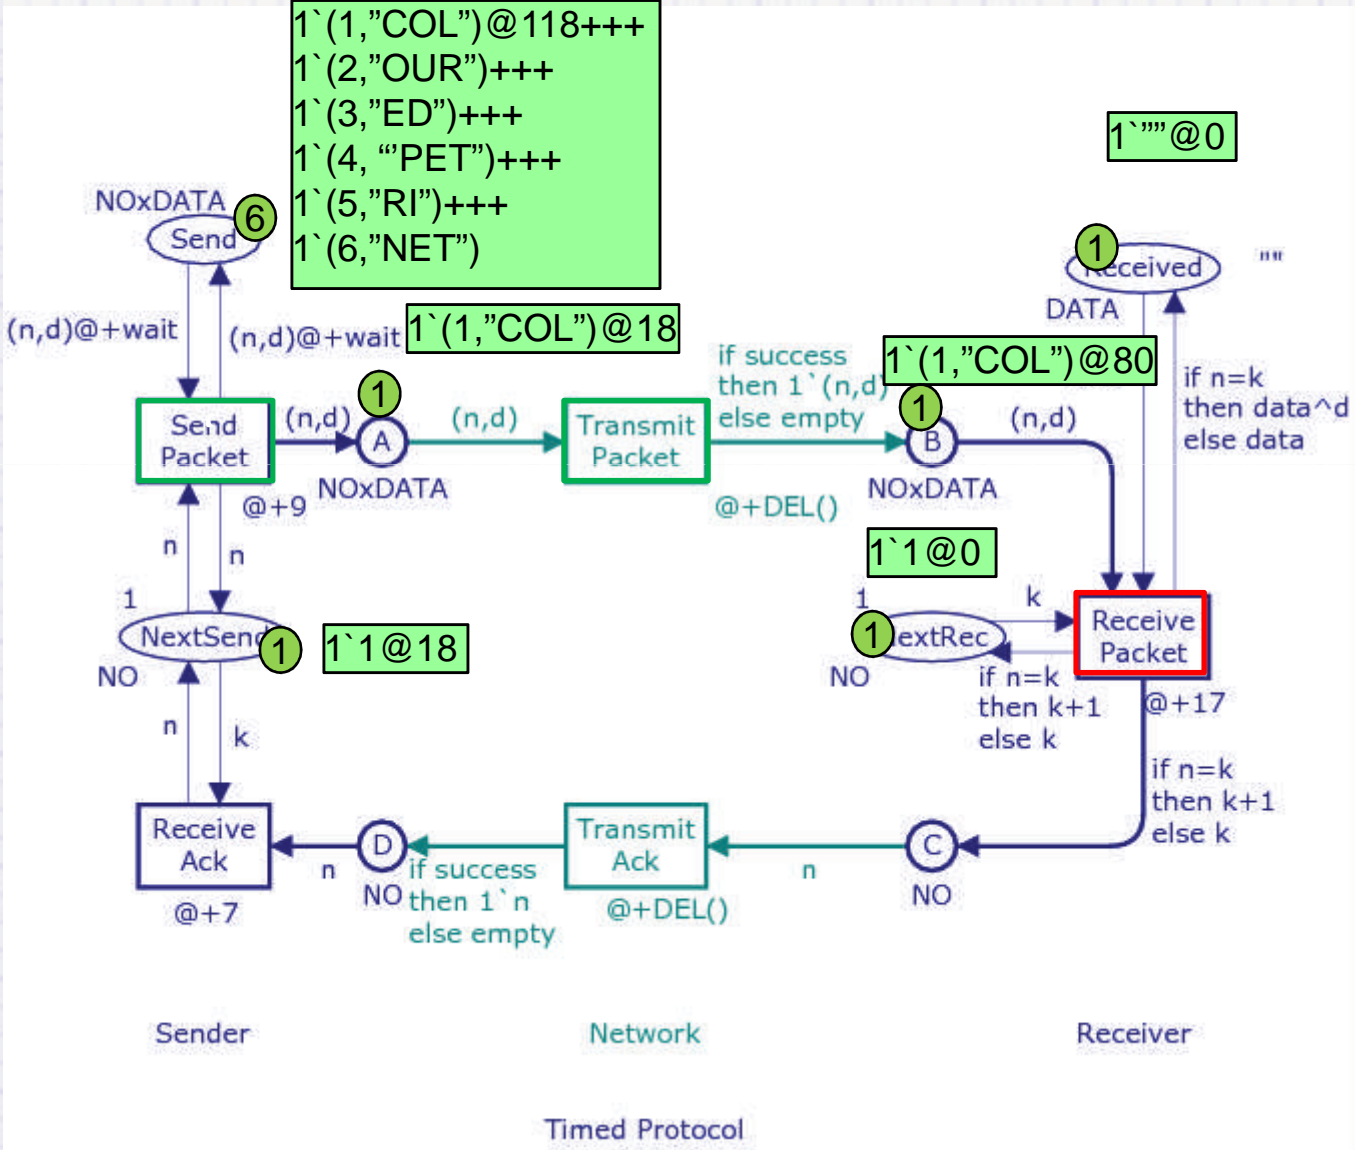 1`(1,”COL”)@118+++
1`(2,”OUR”)+++
1`(3,”ED”)+++
1`(4, “’PET”)+++
1`(5,”RI”)+++
1`(6,”NET”)
1`””@0
NOxDATA
6
Send
1
Received
""
DATA
(n,d)@+wait
(n,d)@+wait
1`(1,”COL”)@18
if success
then 1`(n,d)
else empty
1`(1,”COL”)@80
if n=k
then data^d
else data
Send
Packet
(n,d)
1
A
(n,d)
Transmit
Packet
1
B
(n,d)
@+9
NOxDATA
@+DEL()
NOxDATA
n
n
1`1@0
1
NextSend
1
NO
1`1@18
1
1
NextRec
NO
k
if n=k
then k+1
else k
Receive
Packet
@+17
n
k
if n=k
then k+1
else k
Receive
Ack
@+7
n
D
NO
if success
then 1`n
else empty
Transmit
Ack
@+DEL()
n
C
NO
Sender
Network
Receiver
Timed Protocol